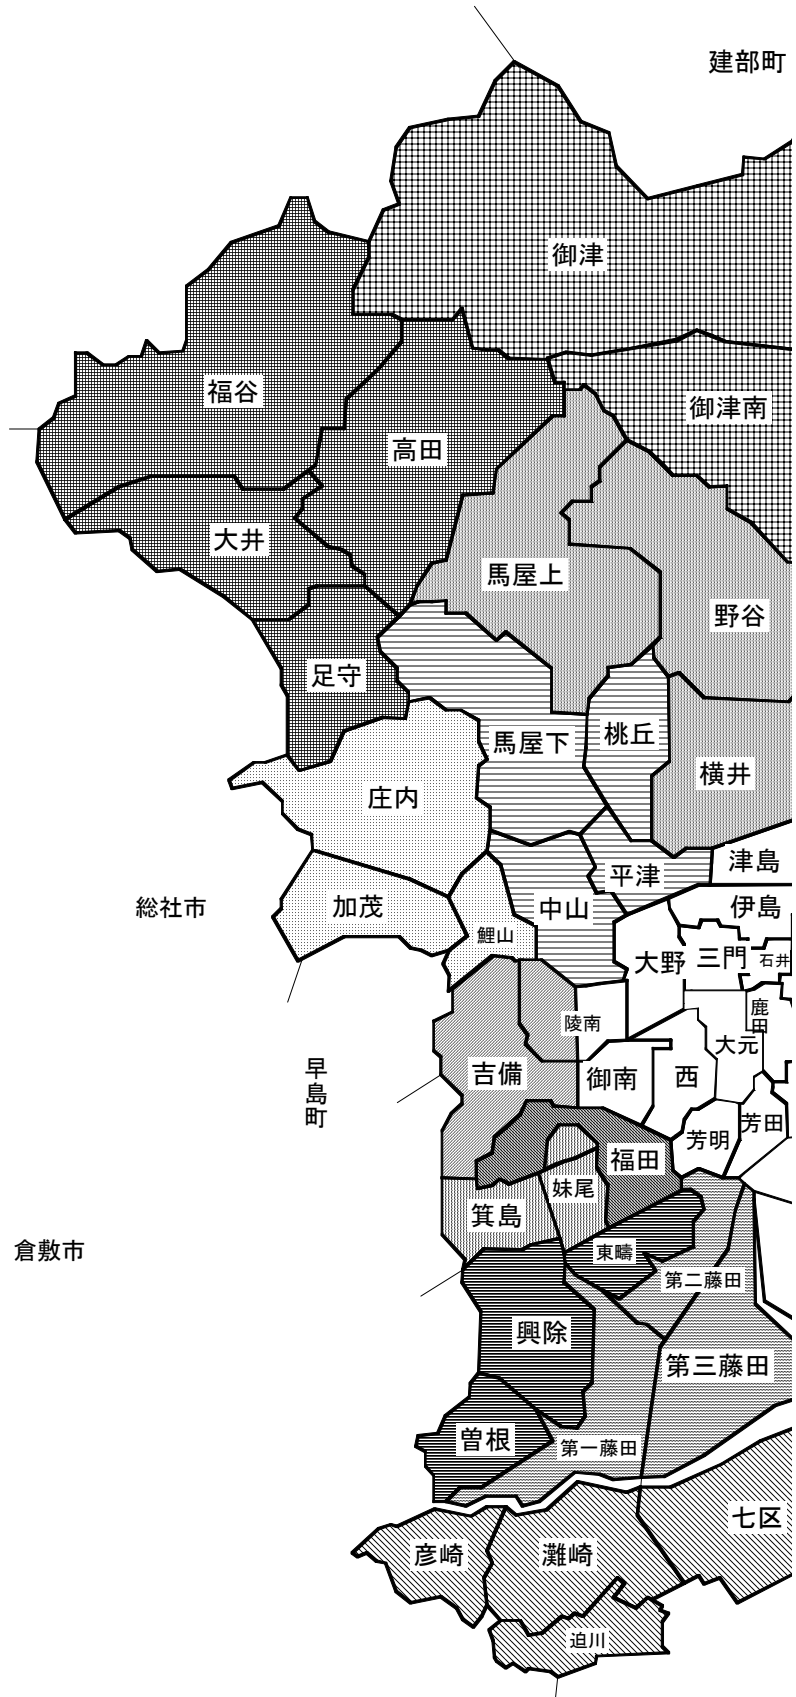 建部町
御津
福谷
御津南
高田
大井
馬屋上
野谷
足守
桃丘
馬屋下
横井
庄内
津島
平津
総社市
加茂
中山
伊島
鯉山
大野
三門
石井
陵南
鹿田
大元
早島町
吉備
御南
西
芳明
芳田
福田
妹尾
箕島
倉敷市
東疇
第二藤田
興除
第三藤田
曽根
第一藤田
七区
彦崎
灘崎
迫川